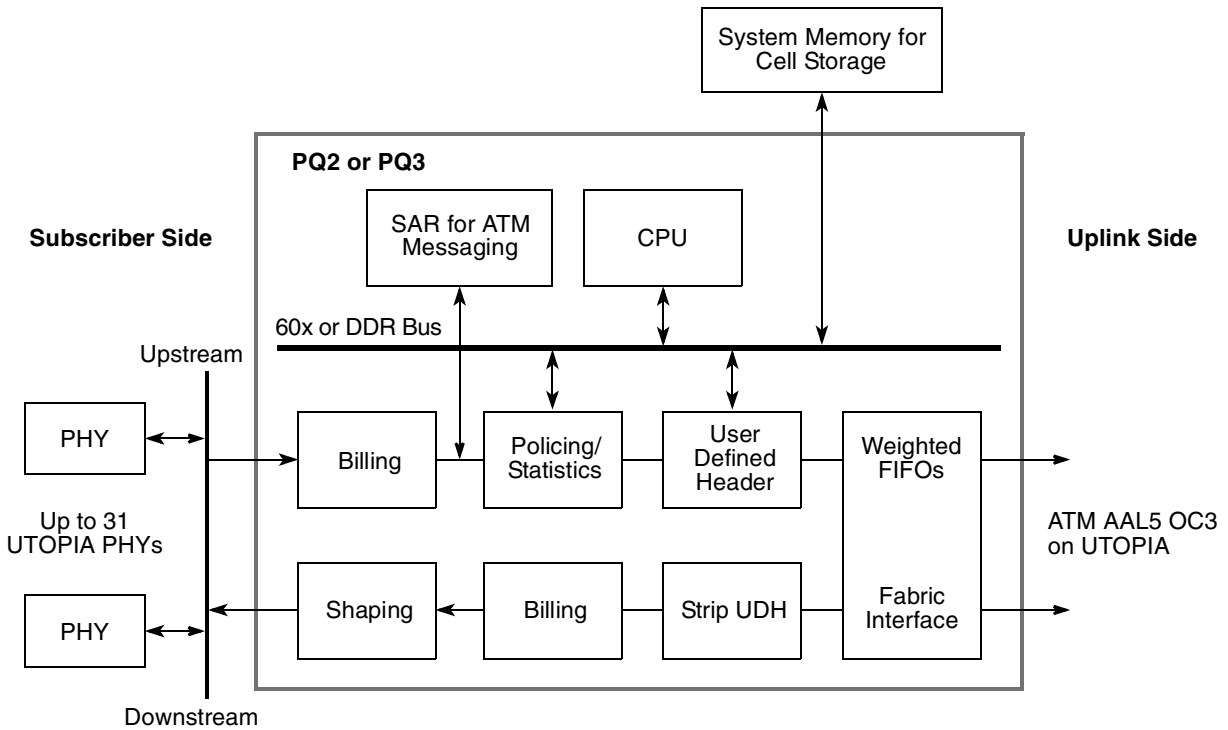 System Memory for
Cell Storage
PQ2 or PQ3
SAR for ATM
Messaging
CPU
Subscriber Side
Uplink Side
60x or DDR Bus
Upstream
PHY
Billing
Policing/
Statistics
User
Defined
Header
Weighted
FIFOs
Up to 31
UTOPIA PHYs
ATM AAL5 OC3
on UTOPIA
PHY
Shaping
Billing
Strip UDH
Fabric
Interface
Downstream